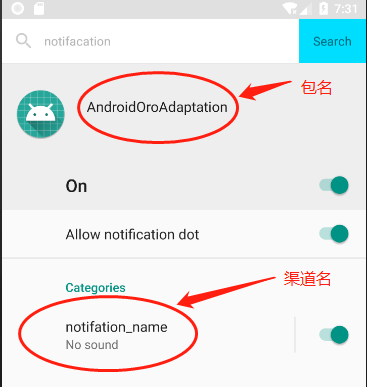 7:31
notifacation
Search
AndroidOroAdaptation
包名
On
Allow notification dot
渠道名
Categories
notifation_name
No sound